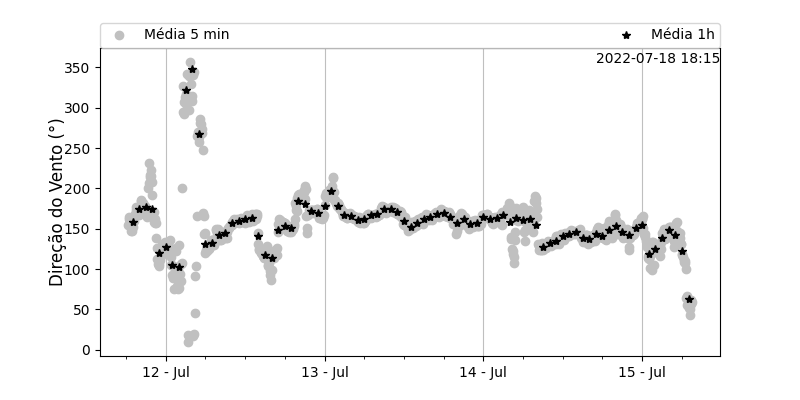 Média 5 min
Média 1h
2022-07-18 18:15
Direção do Vento (°)
350
300
250
200
150
100
50
0
12 - Jul
13 - Jul
14 - Jul
15 - Jul